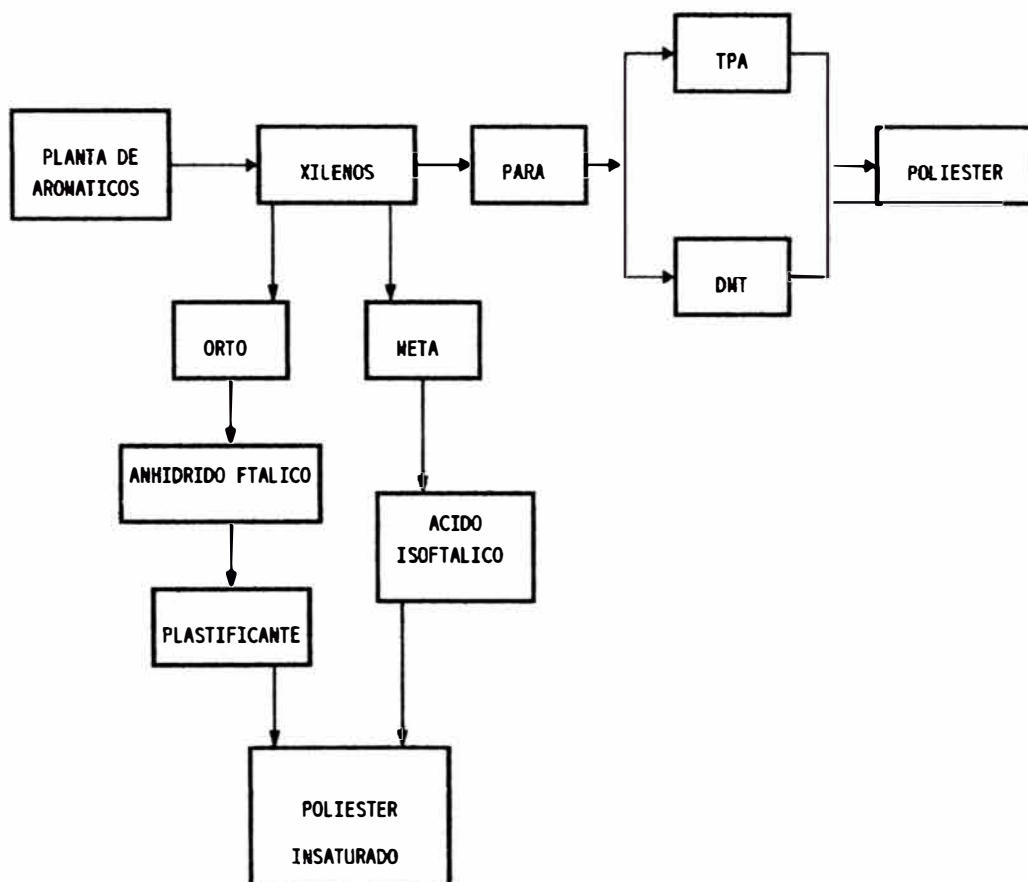 TPA
PLANTA DE
AROMATICOS
XILENOS
PARA
POLIESTER
DMT
ORTO
META
ANHIDRIDO FTALICO
ACIDO
ISOFTALICO
PLASTIFICANTE
POLIESTER
INSATURADO